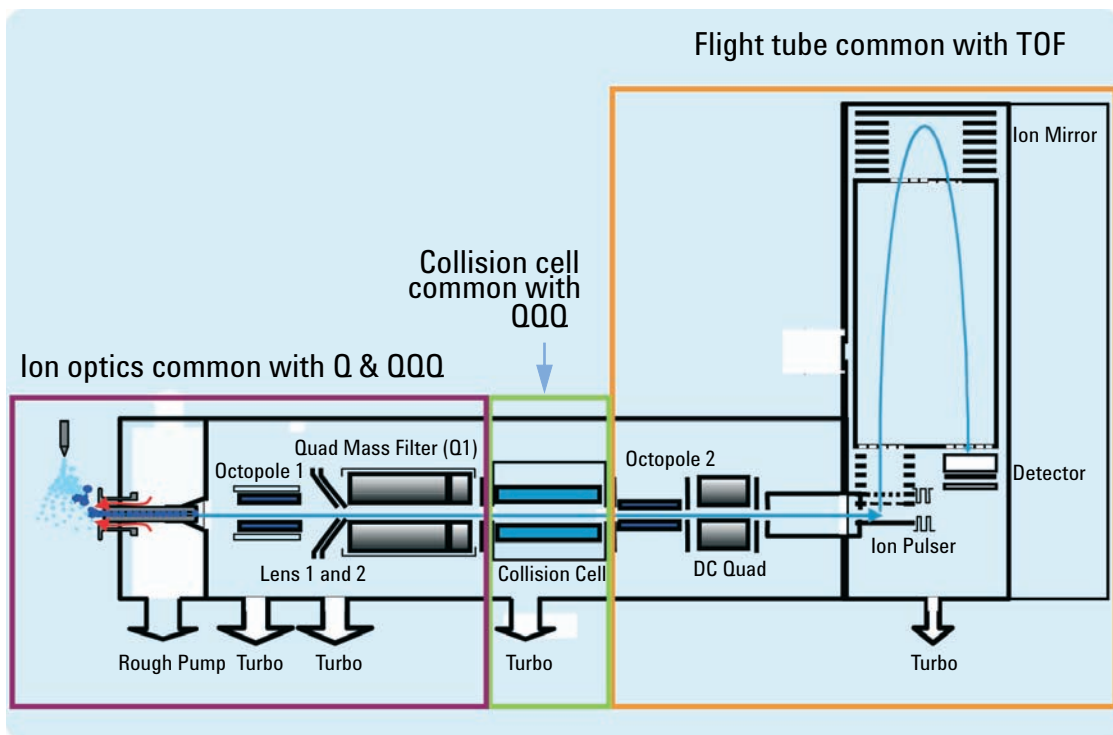 Flight tube common with TOF
Ion Mirror
Collision cell
common with
QQQ
Ion optics common with Q & QQQ
Quad Mass Filter (Q1)
Octopole 1
Octopole 2
Detector
Ion Pulser
Lens 1 and 2
Collision Cell
DC Quad
Rough Pump
Turbo
Turbo
Turbo
Turbo